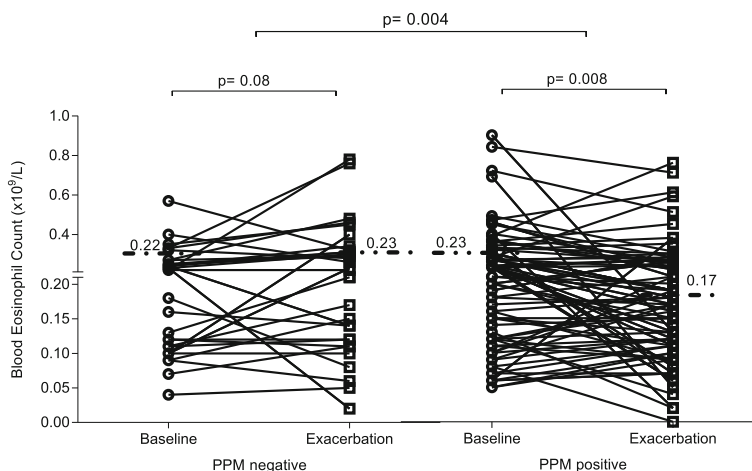 p= 0.004
p= 0.08
p= 0.008
Blood Eosinophil Count (x10⁹/L)
1.0
0.8
0.6
0.4
0.20
0.15
0.10
0.05
0.00
0.22
0.23
0.23
0.17
Baseline
Exacerbation
Baseline
Exacerbation
PPM negative
PPM positive